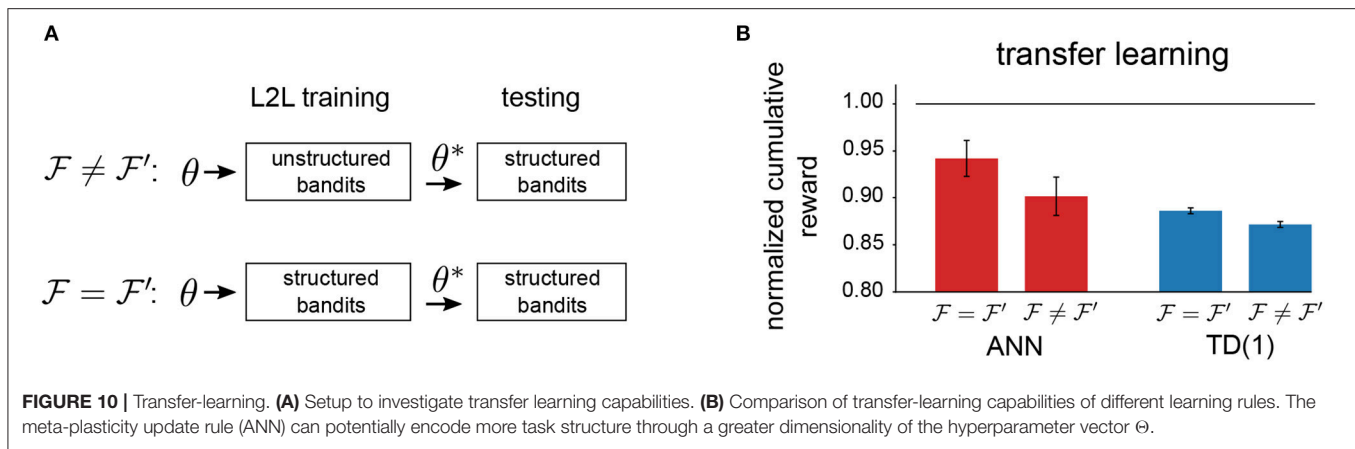 A
L2L training
testing
F ≠ F′: θ
unstructured
bandits
θ*
structured
bandits
F = F′: θ
structured
bandits
θ*
structured
bandits
B
transfer learning
normalized cumulative
reward
1.00
0.95
0.90
0.85
0.80
F = F′
F ≠ F′
F = F′
F ≠ F′
ANN
TD(1)
FIGURE 10 | Transfer-learning. (A) Setup to investigate transfer learning capabilities. (B) Comparison of transfer-learning capabilities of different learning rules. The
meta-plasticity update rule (ANN) can potentially encode more task structure through a greater dimensionality of the hyperparameter vector Θ.